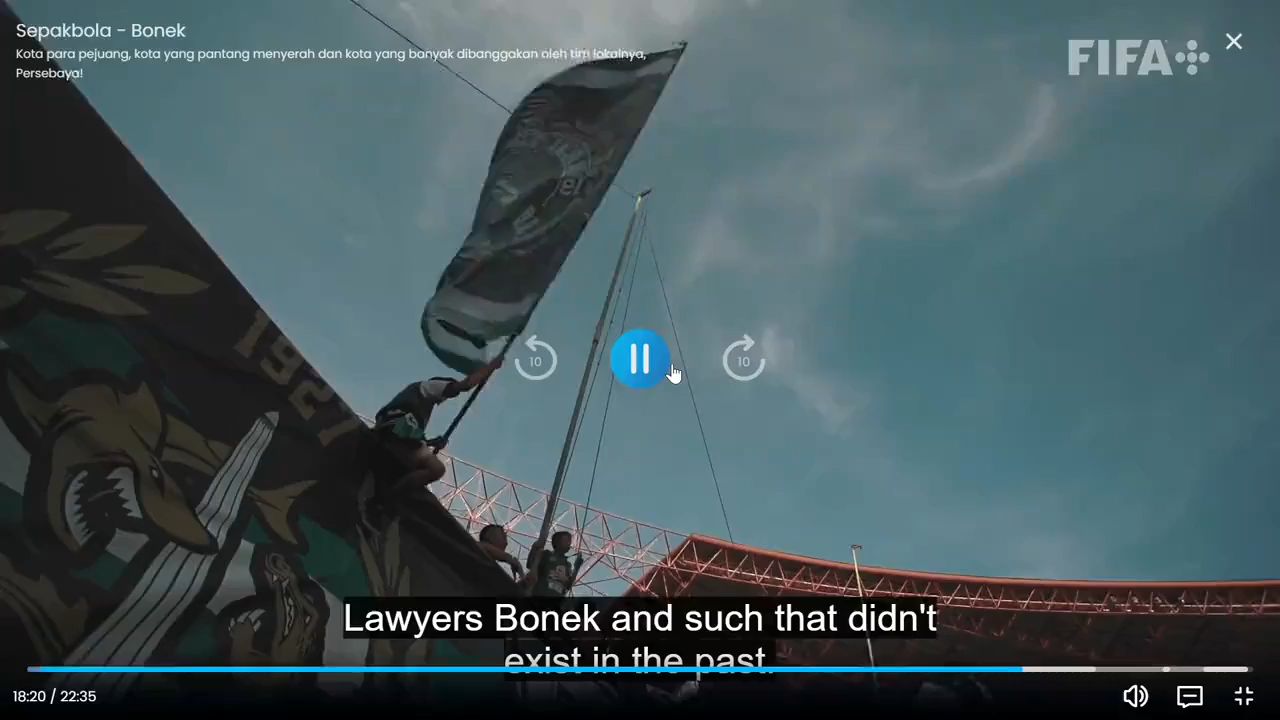 Sepakbola - Bonek
Kota para pejuang, kota yang pantang menyerah dan kota yang banyak dibanggakan oleh tim lokalnya,
Persebaya!
FIFA
1927
10
10
Lawyers Bonek and such that didn't
exist in the past.
18:20 / 22:35